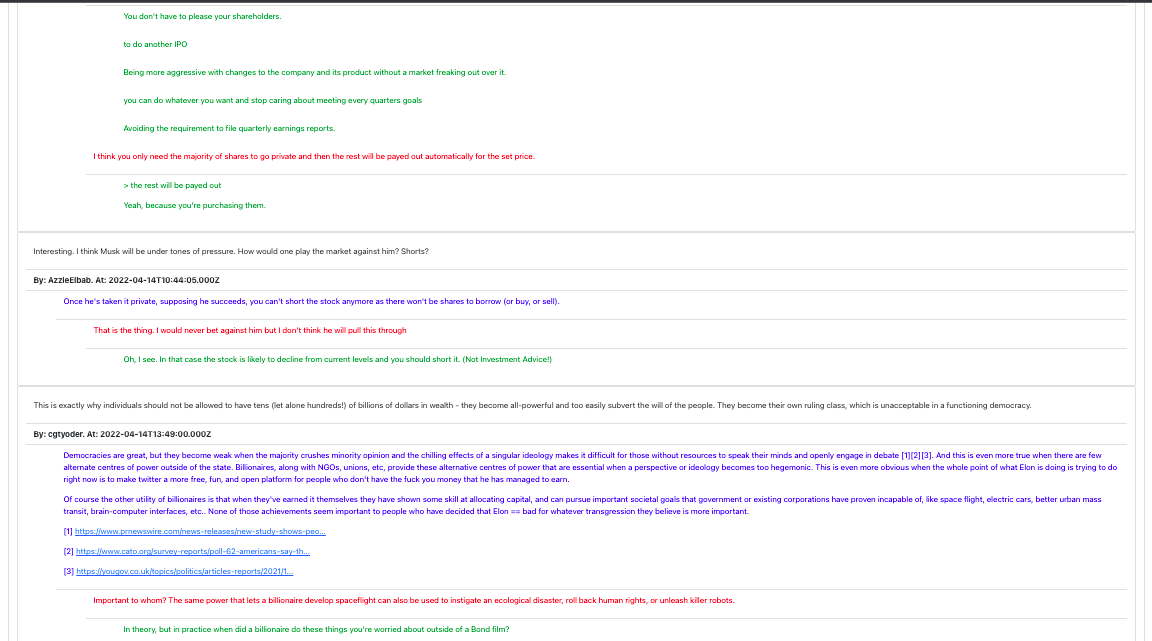 You don't have to please your shareholders.
to do another IPO
Being more aggressive with changes to the company and its product without a market freaking out over it.
you can do whatever you want and stop caring about meeting every quarters goals
Avoiding the requirement to file quarterly earnings reports.
I think you only need the majority of shares to go private and then the rest will be payed out automatically for the set price.
> the rest will be payed out
Yeah, because you're purchasing them.
Interesting. I think Musk will be under tones of pressure. How would one play the market against him? Shorts?
By: AzzieElbab. At: 2022-04-14T10:44:05.000Z
Once he's taken it private, supposing he succeeds, you can't short the stock anymore as there won't be shares to borrow (or buy, or sell).
That is the thing. I would never bet against him but I don't think he will pull this through
Oh, I see. In that case the stock is likely to decline from current levels and you should short it. (Not Investment Advice!)
This is exactly why individuals should not be allowed to have tens (let alone hundreds!) of billions of dollars in wealth - they become all-powerful and too easily subvert the will of the people. They become their own ruling class, which is unacceptable in a functioning democracy.
By: cgtyoder. At: 2022-04-14T13:49:00.000Z
Democracies are great, but they become weak when the majority crushes minority opinion and the chilling effects of a singular ideology makes it difficult for those without resources to speak their minds and openly engage in debate [1][2][3]. And this is even more true when there are few
alternate centres of power outside of the state. Billionaires, along with NGOs, unions, etc, provide these alternative centres of power that are essential when a perspective or ideology becomes too hegemonic. This is even more obvious when the whole point of what Elon is doing is trying to do
right now is to make twitter a more free, fun, and open platform for people who don't have the fuck you money that he has managed to earn.
Of course the other utility of billionaires is that when they've earned it themselves they have shown some skill at allocating capital, and can pursue important societal goals that government or existing corporations have proven incapable of, like space flight, electric cars, better urban mass
transit, brain-computer interfaces, etc.. None of those achievements seem important to people who have decided that Elon == bad for whatever transgression they believe is more important.
[1] https://www.prnewswire.com/news-releases/new-study-shows-peo...
[2] https://www.cato.org/survey-reports/poll-62-americans-say-th...
[3] https://yougov.co.uk/topics/politics/articles-reports/2021/1...
Important to whom? The same power that lets a billionaire develop spaceflight can also be used to instigate an ecological disaster, roll back human rights, or unleash killer robots.
In theory, but in practice when did a billionaire do these things you're worried about outside of a Bond film?